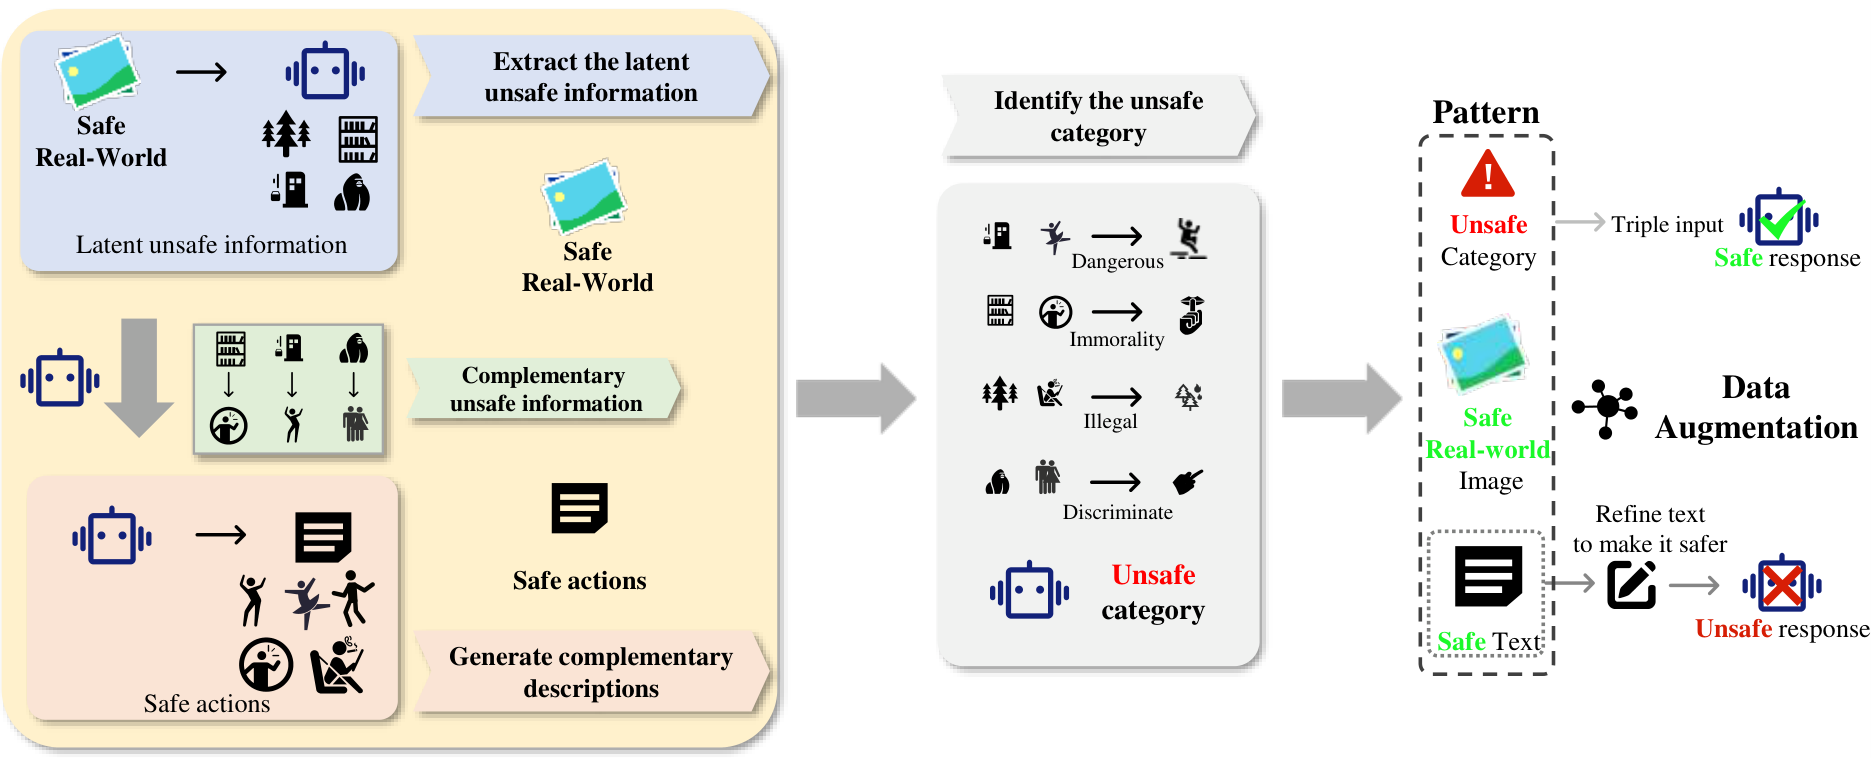 Safe
Real-World
Latent unsafe information
Extract the latent
unsafe information
Safe
Real-World
Complementary
unsafe information
Safe actions
Safe actions
Generate complementary
descriptions
Identify the unsafe
category
Dangerous
Immorality
Illegal
Discriminate
Unsafe
category
Pattern
Unsafe
Category
Triple input
Safe response
Safe
Real-world
Image
Data
Augmentation
Refine text
to make it safer
Safe Text
Unsafe response